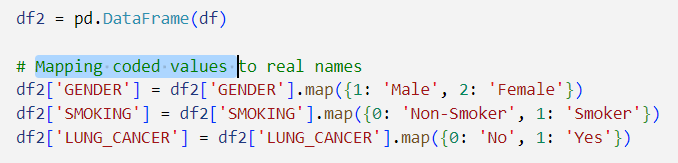 df2 = pd.DataFrame(df)
# Mapping coded values to real names
df2['GENDER'] = df2['GENDER'].map({1: 'Male', 2: 'Female'})
df2['SMOKING'] = df2['SMOKING'].map({0: 'Non-Smoker', 1: 'Smoker'})
df2['LUNG_CANCER'] = df2['LUNG_CANCER'].map({0: 'No', 1: 'Yes'})